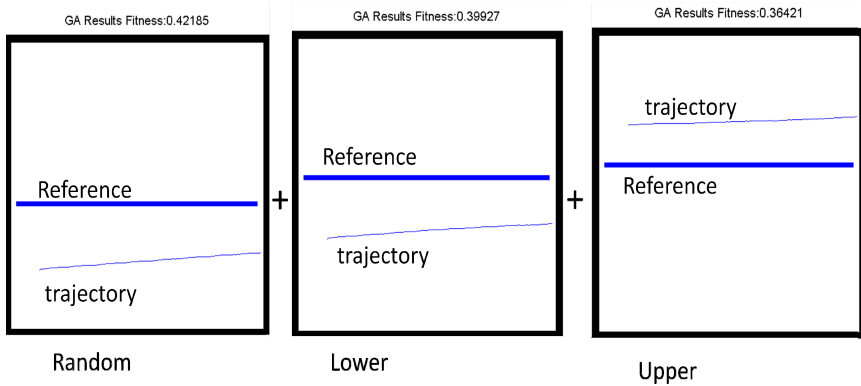 GA Results Fitness:0.42185
Reference
trajectory
Random
+
GA Results Fitness:0.39927
Reference
trajectory
Lower
+
GA Results Fitness:0.36421
trajectory
Reference
Upper